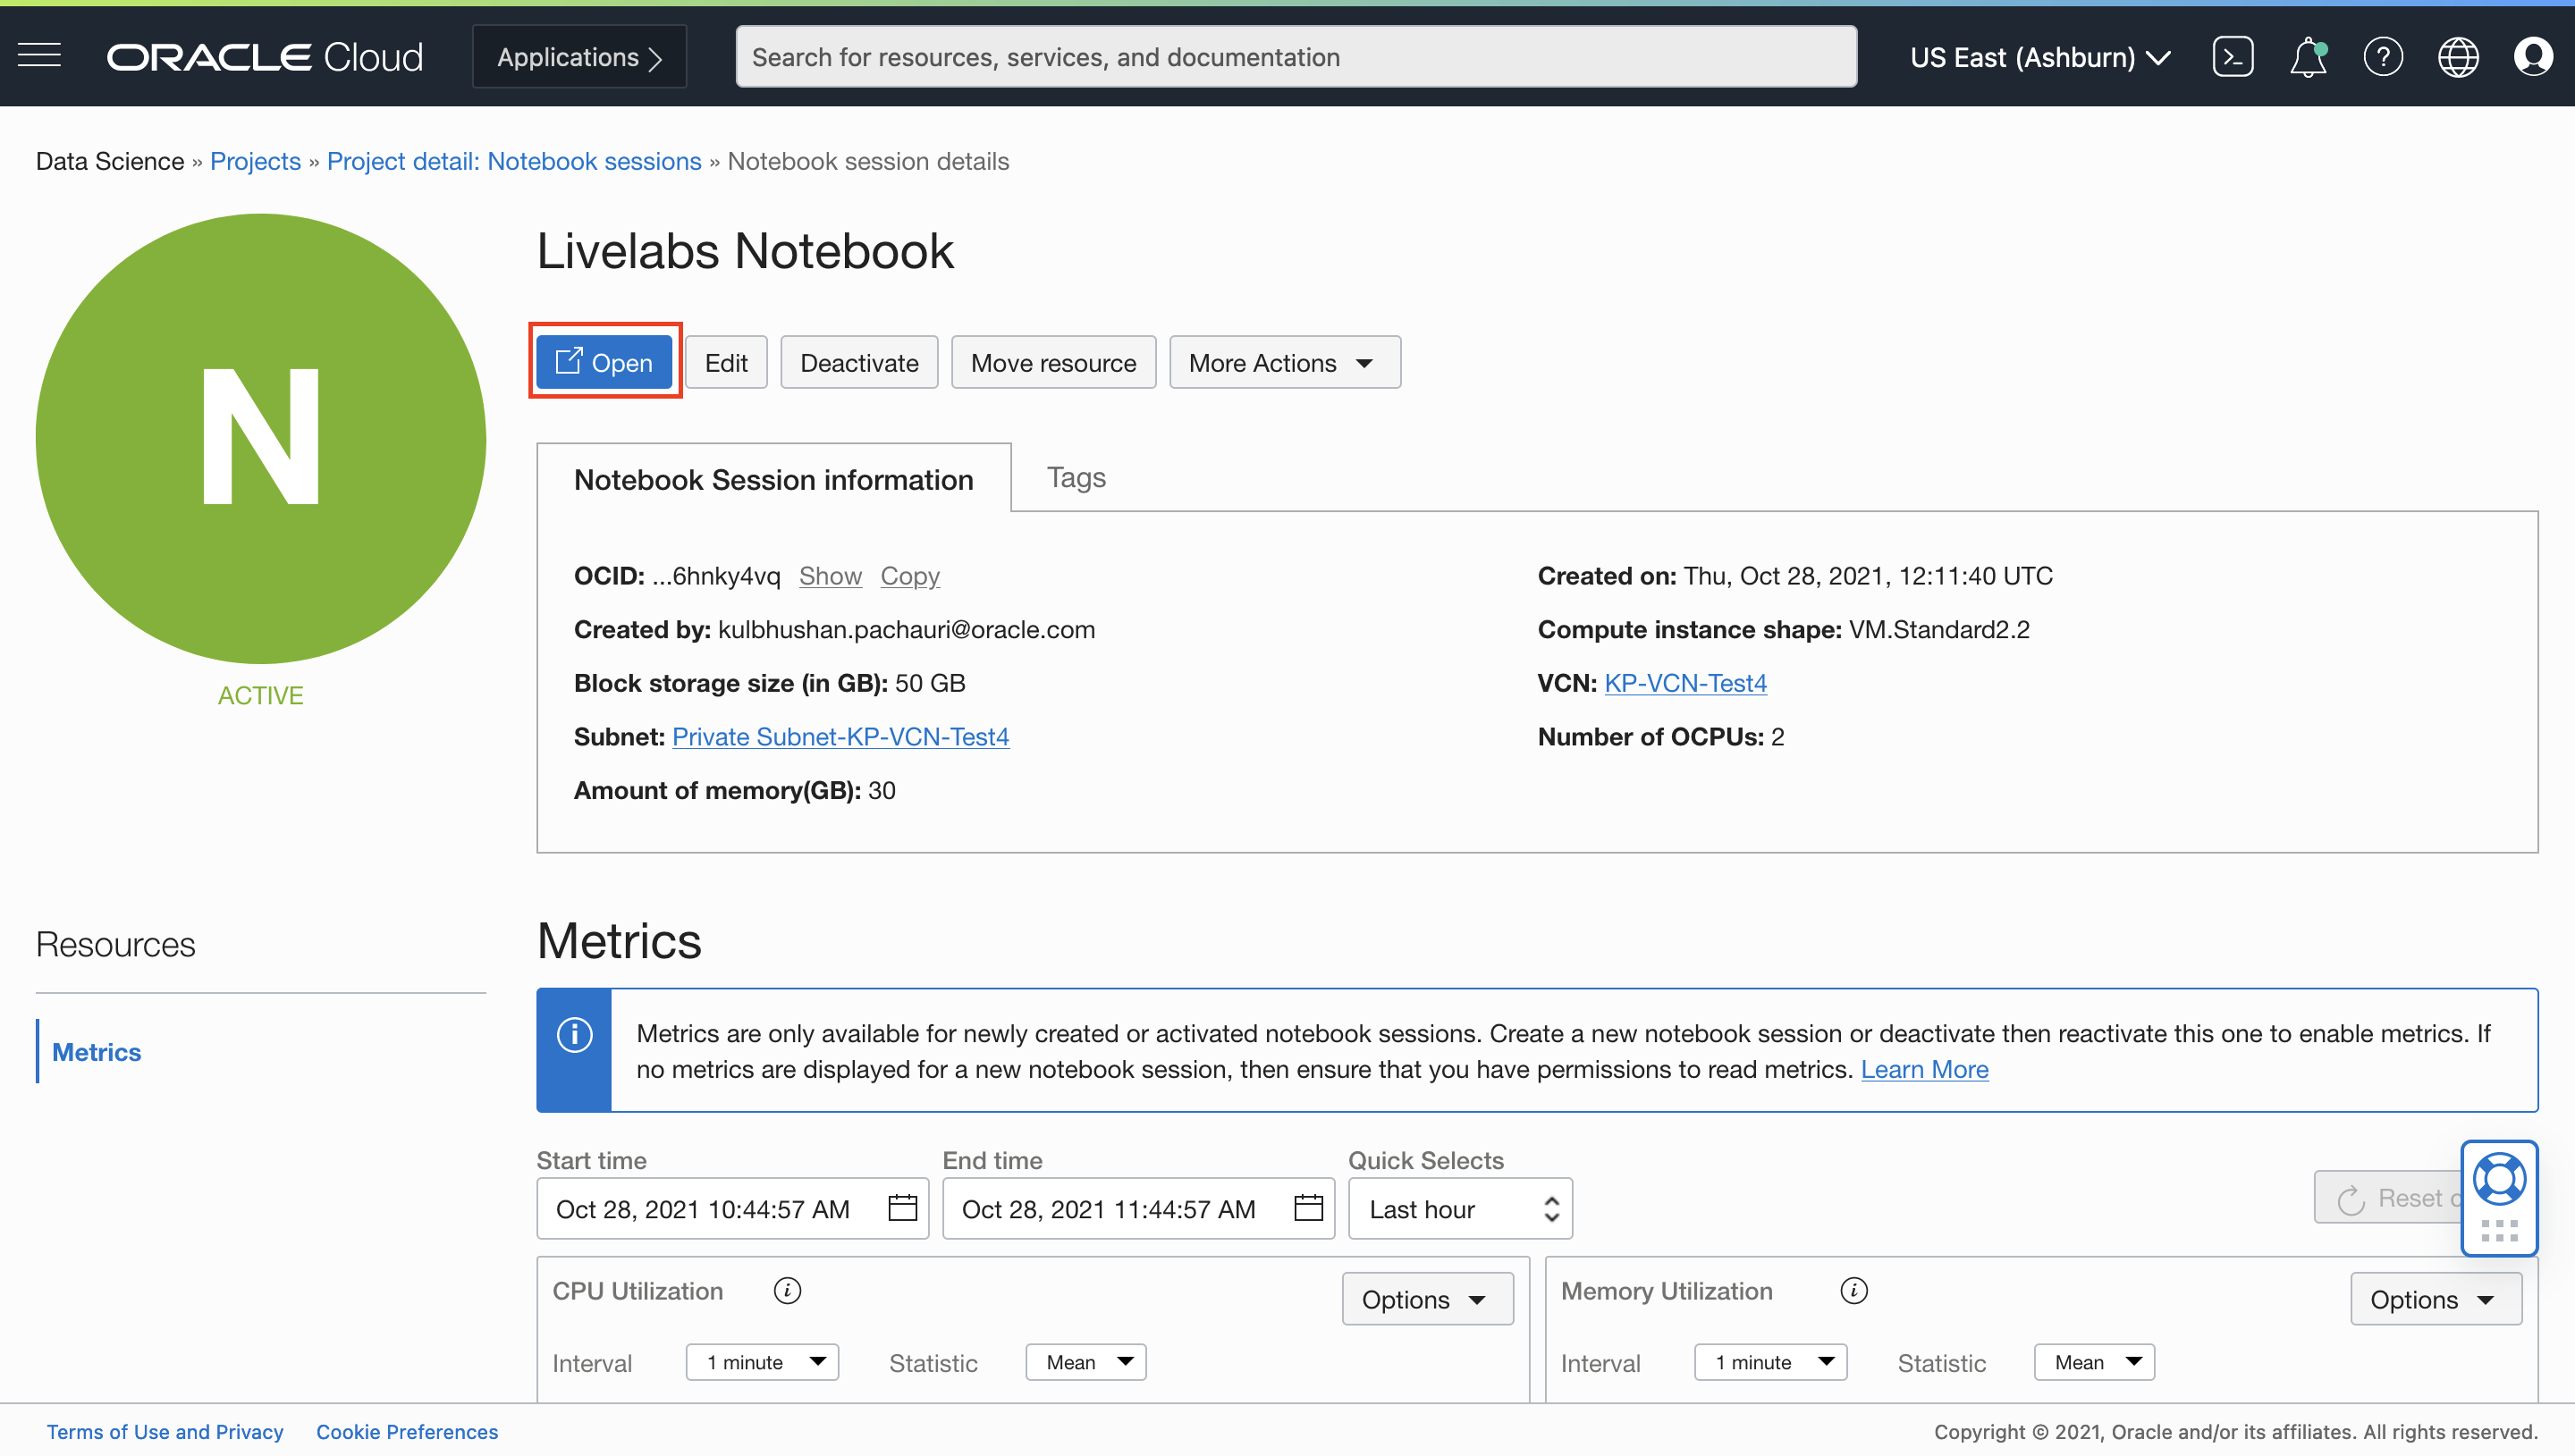 ORACLE Cloud
Applications
Search for resources, services, and documentation
US East (Ashburn)
Data Science » Projects » Project detail: Notebook sessions » Notebook session details
N
ACTIVE
Livelabs Notebook
Open
Edit
Deactivate
Move resource
More Actions
Notebook Session information
Tags
OCID: ...6hnky4vq Show Copy
Created by: kulbhushan.pachauri@oracle.com
Block storage size (in GB): 50 GB
Subnet: Private Subnet-KP-VCN-Test4
Amount of memory(GB): 30
Created on: Thu, Oct 28, 2021, 12:11:40 UTC
Compute instance shape: VM.Standard2.2
VCN: KP-VCN-Test4
Number of OCPUs: 2
Resources
Metrics
Metrics
Metrics are only available for newly created or activated notebook sessions. Create a new notebook session or deactivate then reactivate this one to enable metrics. If
no metrics are displayed for a new notebook session, then ensure that you have permissions to read metrics. Learn More
Start time
Oct 28, 2021 10:44:57 AM
End time
Oct 28, 2021 11:44:57 AM
Quick Selects
Last hour
Reset
CPU Utilization
Options
Interval
1 minute
Statistic
Mean
Memory Utilization
Options
Interval
1 minute
Statistic
Mean
Terms of Use and Privacy
Cookie Preferences
Copyright © 2021, Oracle and/or its affiliates. All rights reserved.